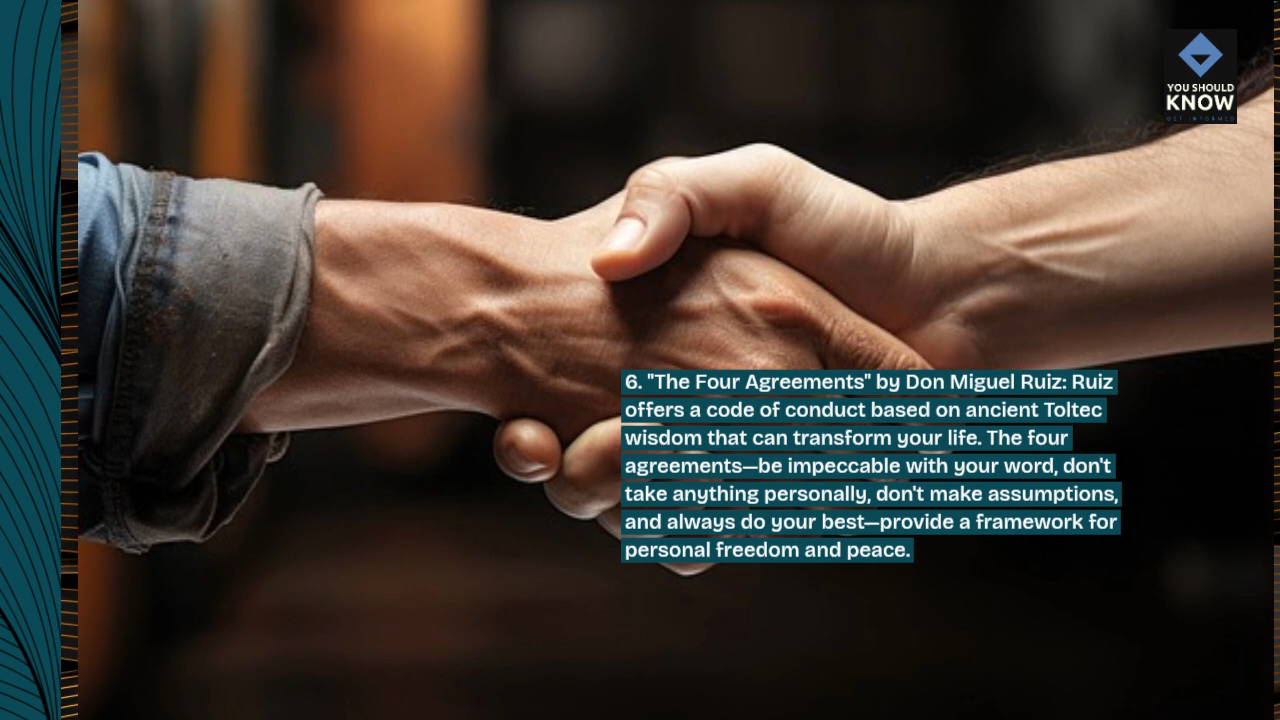 YOU SHOULD
KNOW
GET INFORMED
6. "The Four Agreements" by Don Miguel Ruiz: Ruiz
offers a code of conduct based on ancient Toltec
wisdom that can transform your life. The four
agreements—be impeccable with your word, don't
take anything personally, don't make assumptions,
and always do your best—provide a framework for
personal freedom and peace.